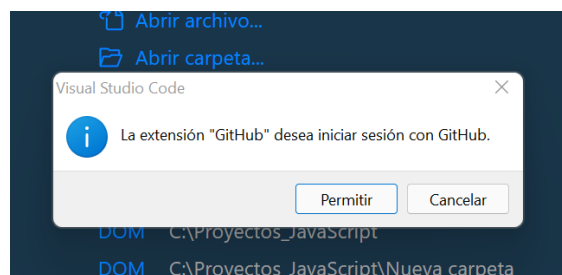 Abrir archivo...
Abrir carpeta...
Visual Studio Code
La extensión "GitHub" desea iniciar sesión con GitHub.
Permitir
Cancelar
DOM C:\Proyectos_JavaScript
DOM C:\Proyectos_JavaScript\Nueva carpeta